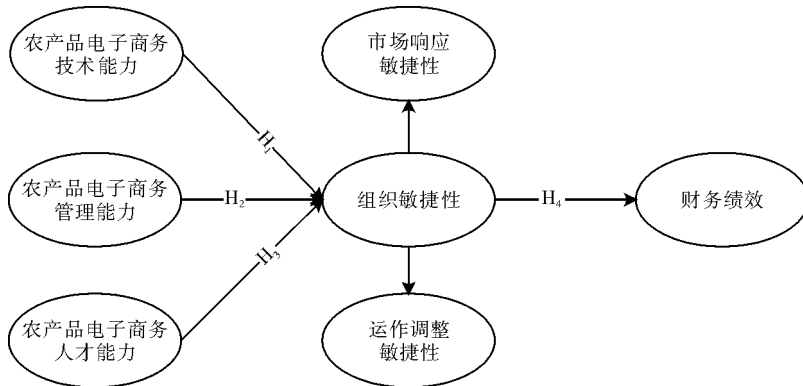 农产品电子商务
技术能力
市场响应
敏捷性
H₁
农产品电子商务
管理能力
H₂
组织敏捷性
H₄
财务绩效
H₃
农产品电子商务
人才能力
运作调整
敏捷性